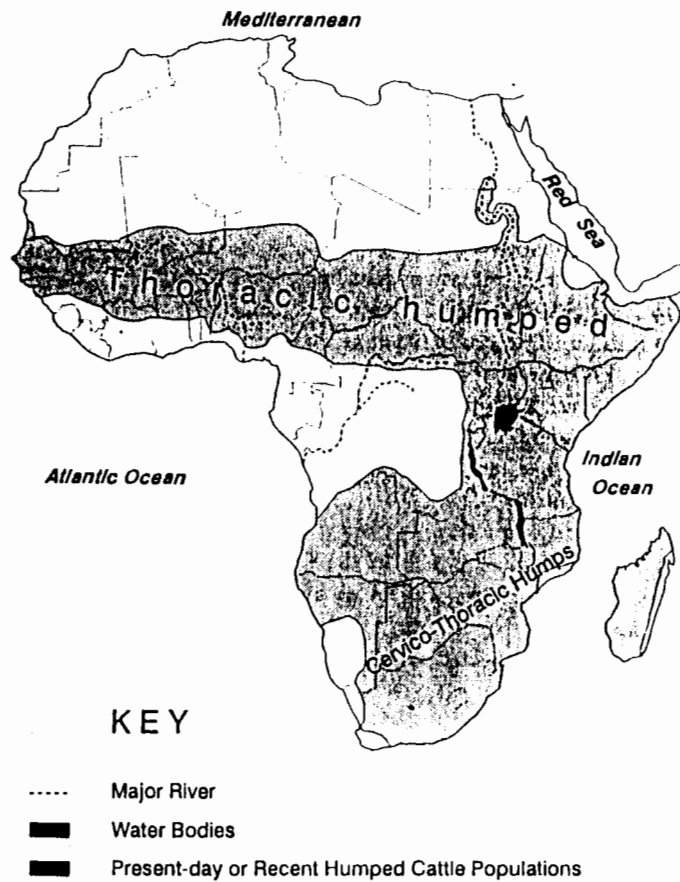 Mediterranean
Red Sea
Thoracic humped
Atlantic Ocean
Indian
Ocean
Cervico-Thoracic Humps
KEY
Major River
Water Bodies
Present-day or Recent Humped Cattle Populations